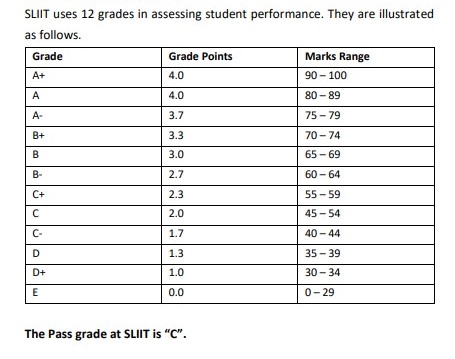 SLIIT uses 12 grades in assessing student performance. They are illustrated
as follows.
Grade Grade Points Marks Range
A+ 4.0 90 – 100
A 4.0 80 – 89
A- 3.7 75 – 79
B+ 3.3 70 – 74
B 3.0 65 – 69
B- 2.7 60 – 64
C+ 2.3 55 – 59
C 2.0 45 – 54
C- 1.7 40 – 44
D 1.3 35 – 39
D+ 1.0 30 – 34
E 0.0 0 – 29
The Pass grade at SLIIT is “C”.